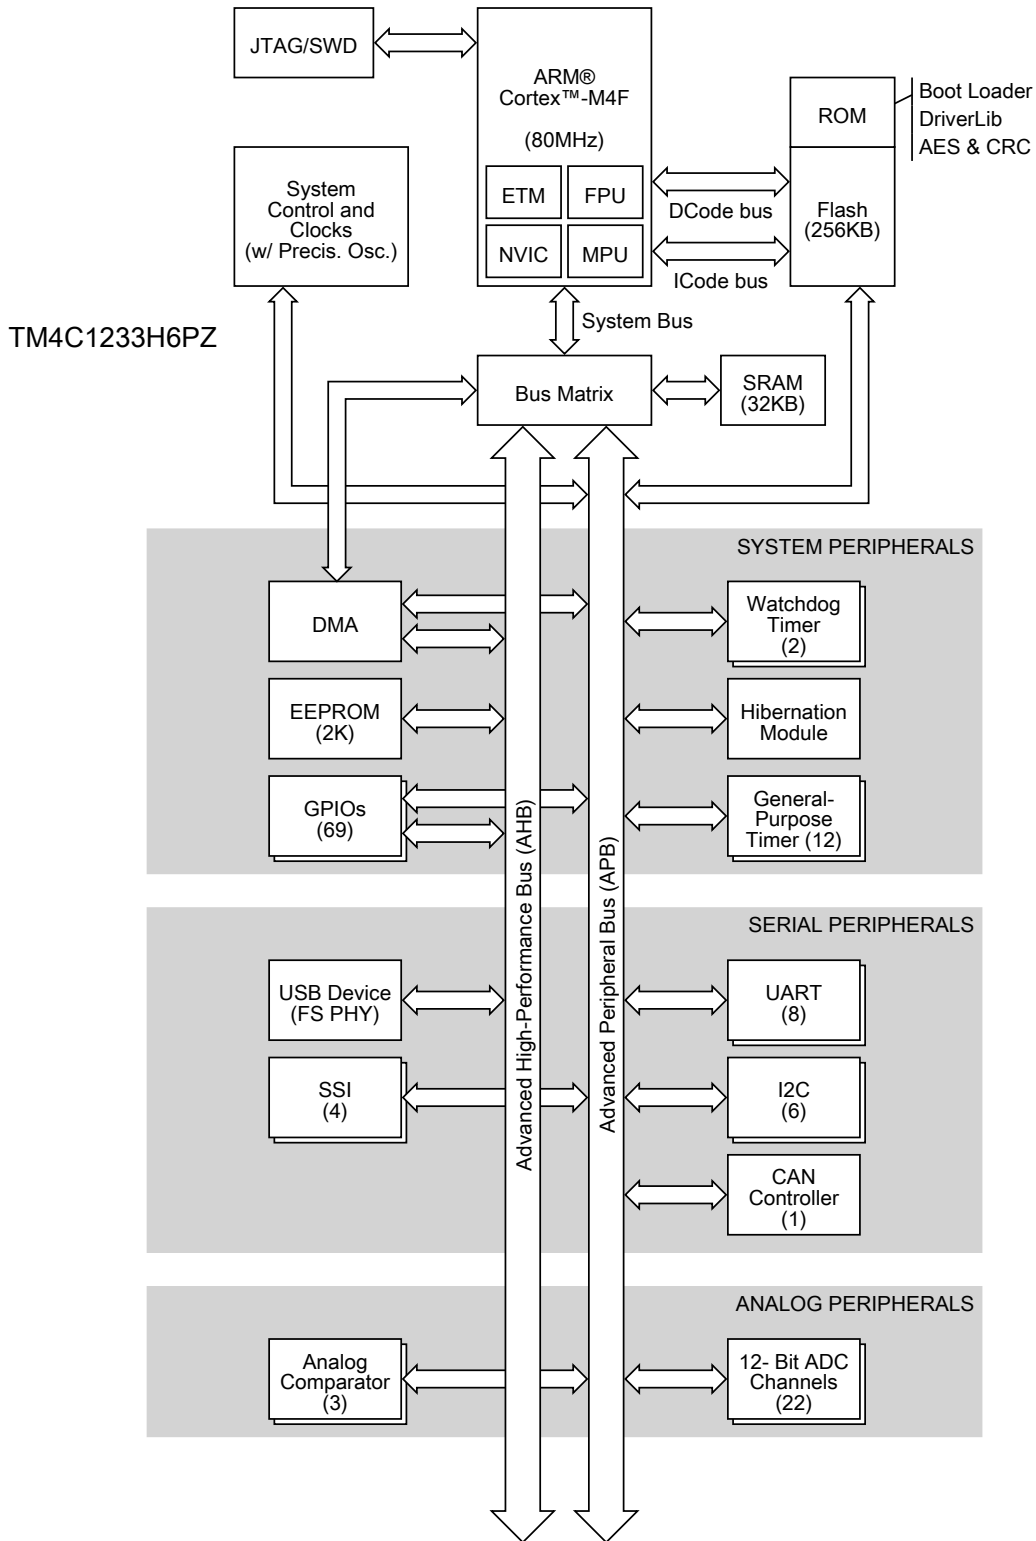 JTAG/SWD
ARM®
Cortex™-M4F
(80MHz)
ETM
FPU
NVIC
MPU
ROM
Boot Loader
DriverLib
AES & CRC
System
Control and
Clocks
(w/ Precis. Osc.)
DCode bus
Flash
(256KB)
ICode bus
System Bus
TM4C1233H6PZ
Bus Matrix
SRAM
(32KB)
SYSTEM PERIPHERALS
DMA
Watchdog
Timer
(2)
EEPROM
(2K)
Hibernation
Module
GPIOs
(69)
General-
Purpose
Timer (12)
Advanced High-Performance Bus (AHB)
Advanced Peripheral Bus (APB)
SERIAL PERIPHERALS
USB Device
(FS PHY)
UART
(8)
SSI
(4)
I2C
(6)
CAN
Controller
(1)
ANALOG PERIPHERALS
Analog
Comparator
(3)
12- Bit ADC
Channels
(22)